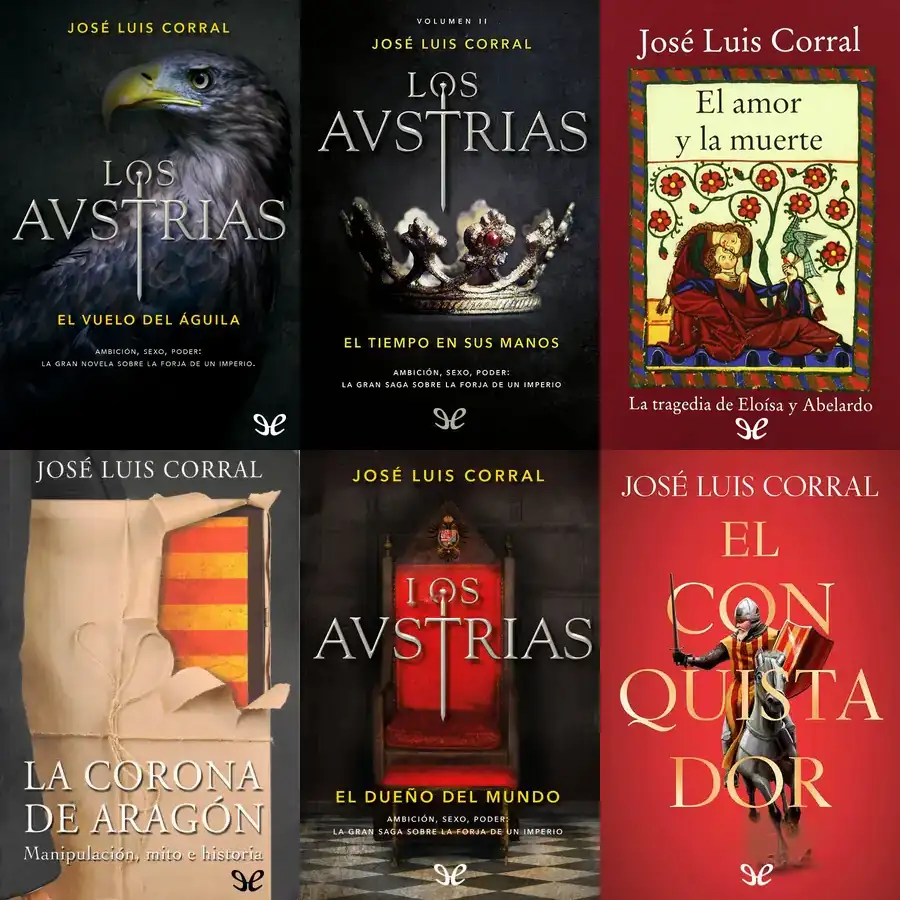 JOSÉ LUIS CORRAL
LOS
AVSTRIAS
EL VUELO DEL ÁGUILA
AMBICIÓN, SEXO, PODER:
LA GRAN NOVELA SOBRE LA FORJA DE UN IMPERIO.
VOLUMEN II
JOSÉ LUIS CORRAL
LOS
AVSTRIAS
EL TIEMPO EN SUS MANOS
AMBICIÓN, SEXO, PODER:
LA GRAN SAGA SOBRE LA FORJA DE UN IMPERIO
José Luis Corral
El amor
y la muerte
La tragedia de Eloísa y Abelardo
JOSÉ LUIS CORRAL
LA CORONA
DE ARAGÓN
Manipulación, mito e historia
JOSÉ LUIS CORRAL
LOS
AVSTRIAS
EL DUEÑO DEL MUNDO
AMBICIÓN, SEXO, PODER:
LA GRAN SAGA SOBRE LA FORJA DE UN IMPERIO
JOSÉ LUIS CORRAL
EL
CON
QUISTA
DOR